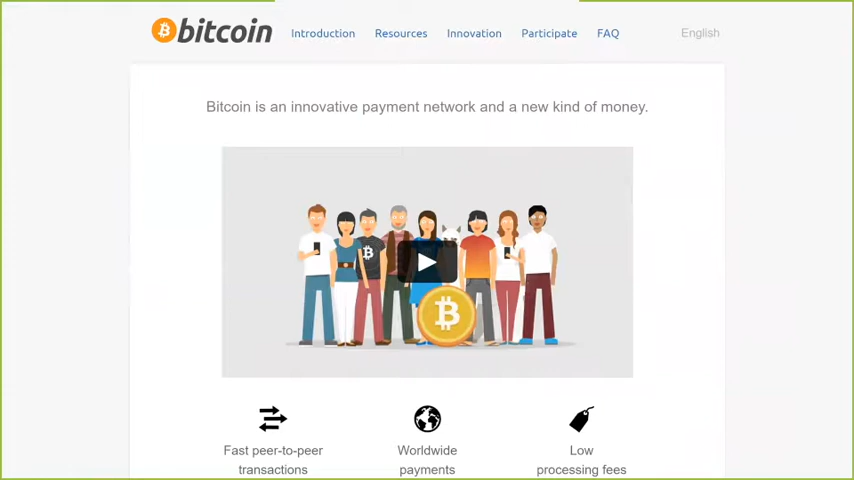 bitcoin Introduction Resources Innovation Participate FAQ English
Bitcoin is an innovative payment network and a new kind of money.
Fast peer-to-peer
transactions
Worldwide
payments
Low
processing fees